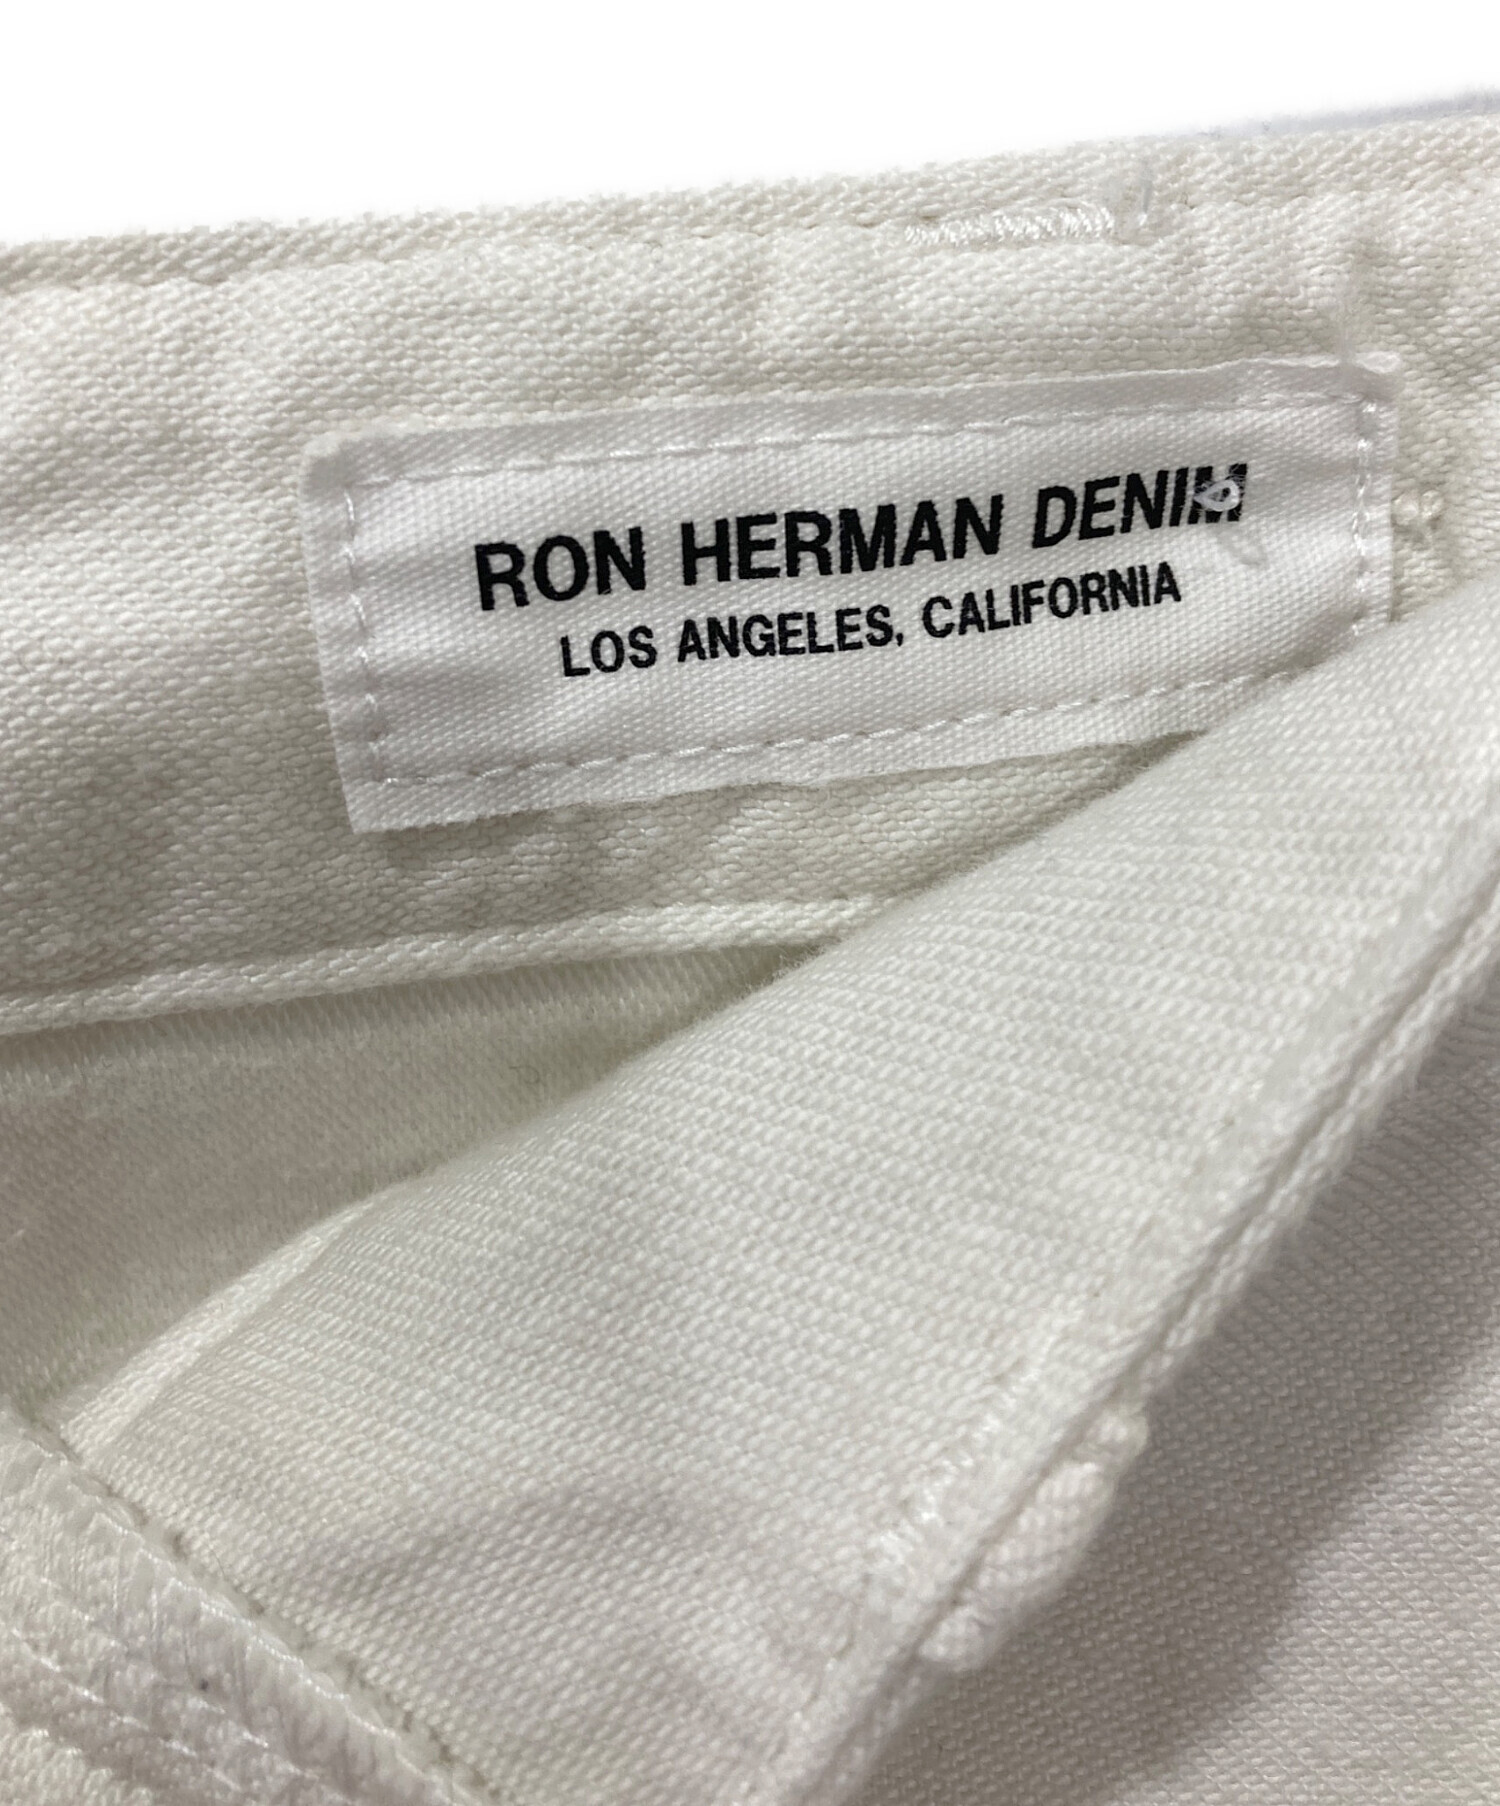 RON HERMAN DENIM
LOS ANGELES, CALIFORNIA